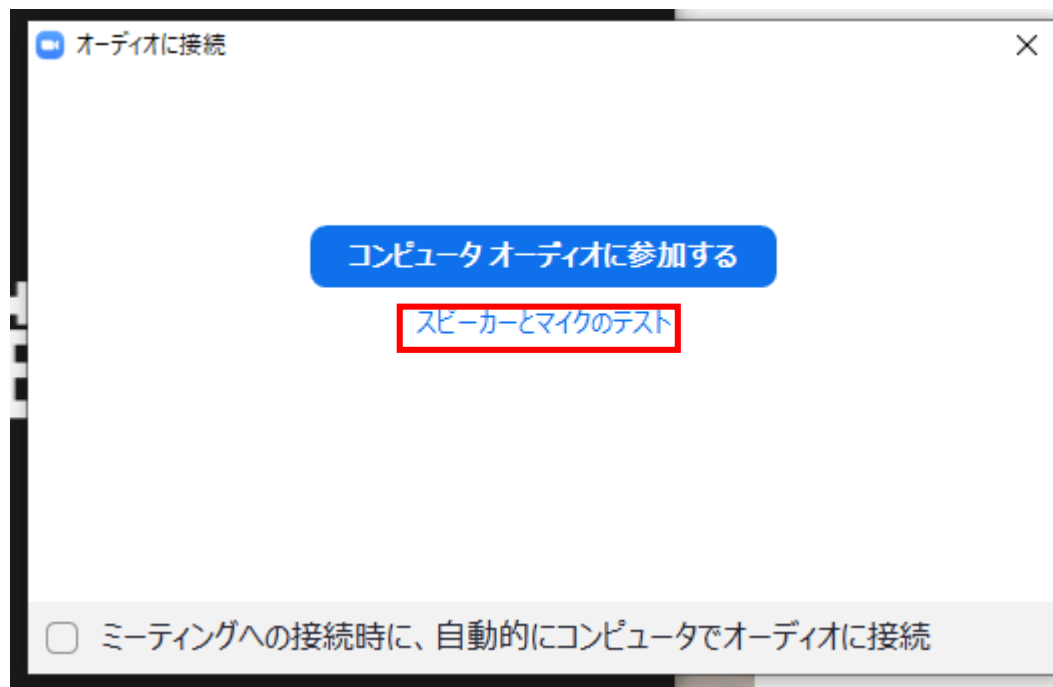 オーディオに接続
コンピュータ オーディオに参加する
スピーカーとマイクのテスト
ミーティングへの接続時に、自動的にコンピュータでオーディオに接続